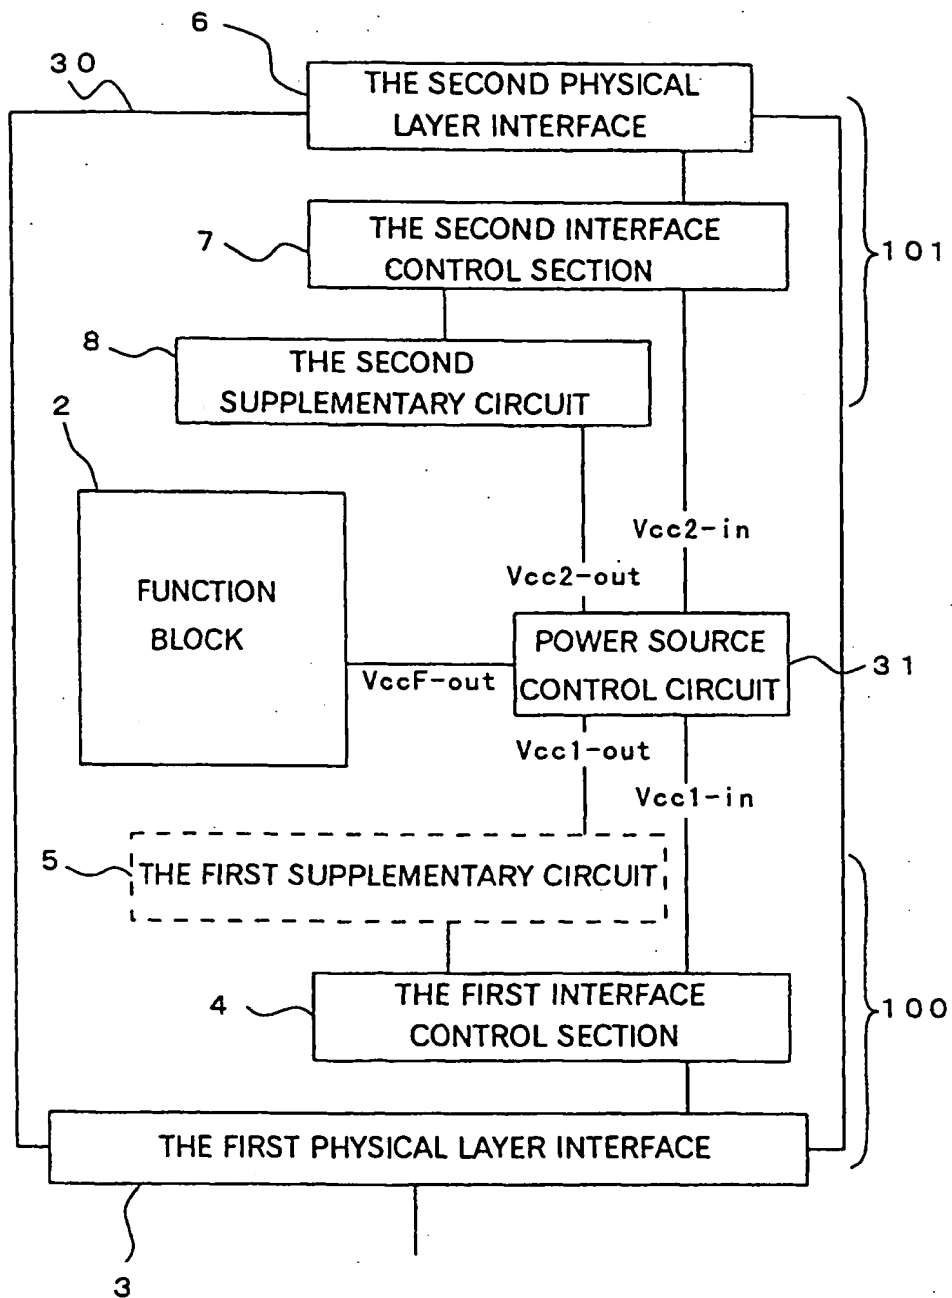 6
30
THE SECOND PHYSICAL
LAYER INTERFACE
7
THE SECOND INTERFACE
CONTROL SECTION
101
8
THE SECOND
SUPPLEMENTARY CIRCUIT
2
FUNCTION
BLOCK
Vcc2-in
Vcc2-out
POWER SOURCE
CONTROL CIRCUIT
31
VccF-out
Vcc1-out
Vcc1-in
5
THE FIRST SUPPLEMENTARY CIRCUIT
4
THE FIRST INTERFACE
CONTROL SECTION
100
THE FIRST PHYSICAL LAYER INTERFACE
3